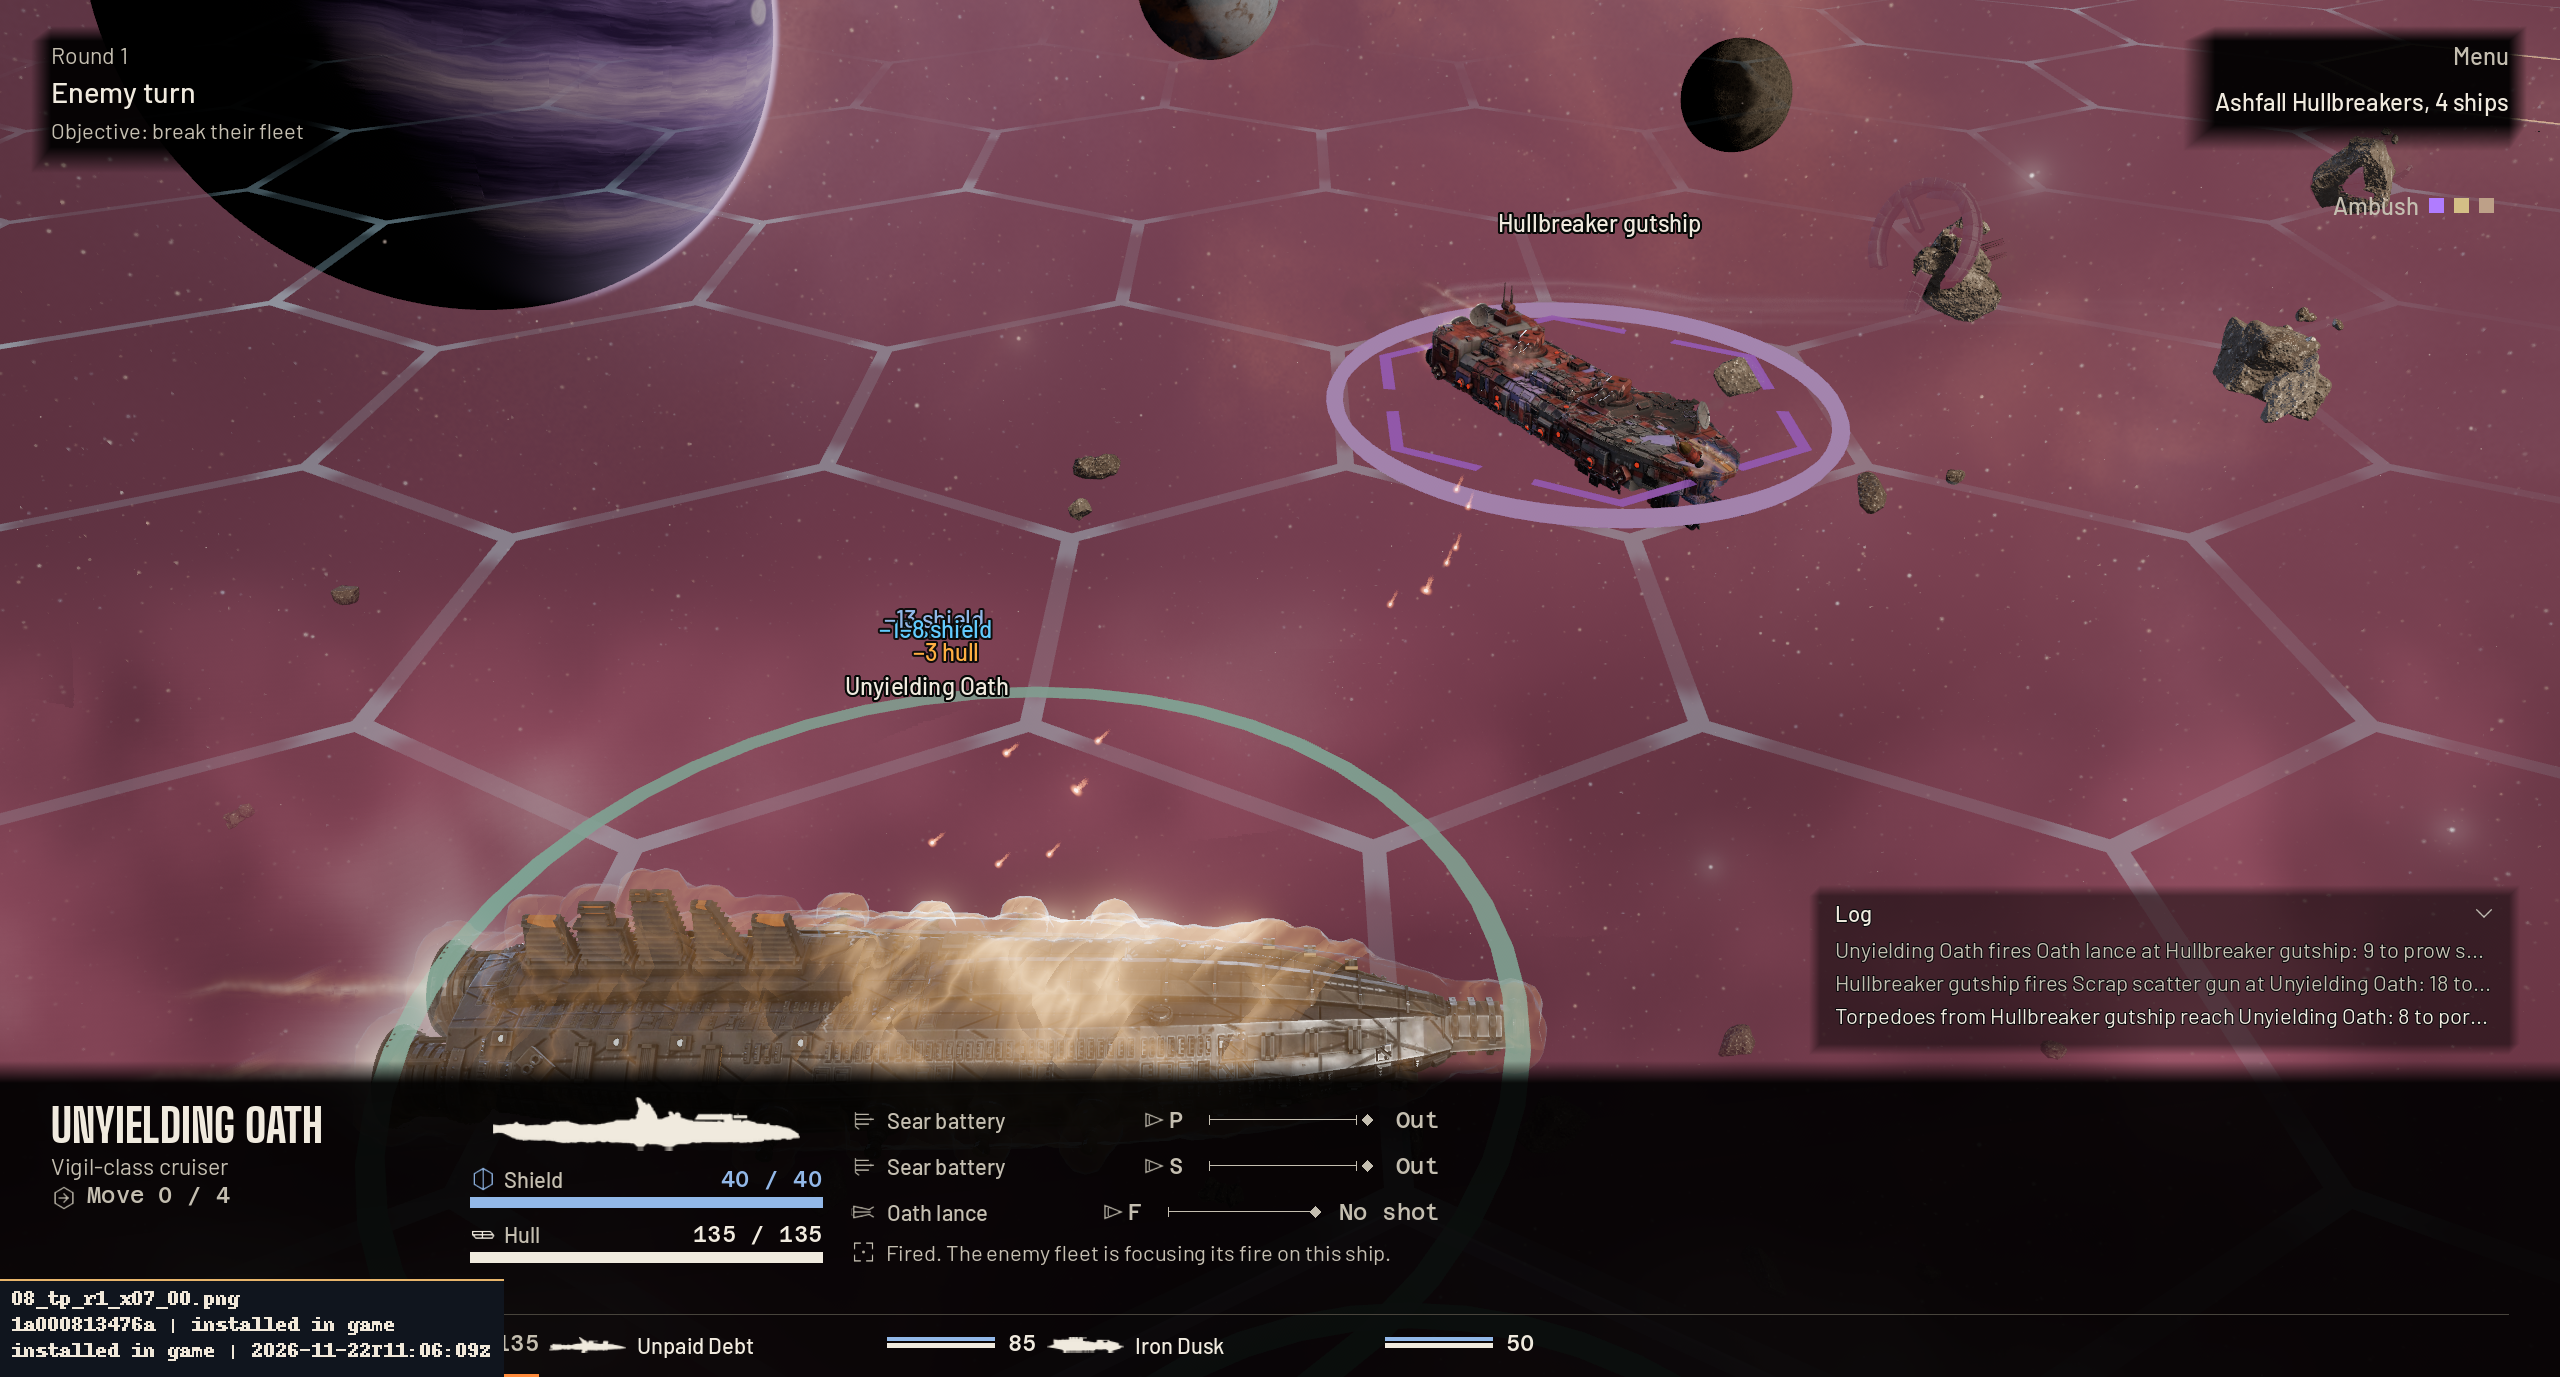 Round 1
Enemy turn
Objective: break their fleet
Menu
Ashfall Hullbreakers, 4 ships
Ambush
Hullbreaker gutship
−13 shield
−8 shield
−3 hull
Unyielding Oath
Log
Unyielding Oath fires Oath lance at Hullbreaker gutship: 9 to prow s...
Hullbreaker gutship fires Scrap scatter gun at Unyielding Oath: 18 to...
Torpedoes from Hullbreaker gutship reach Unyielding Oath: 8 to por...
UNYIELDING OATH
Vigil-class cruiser
Move 0 / 4
Shield 40 / 40
Hull 135 / 135
Sear battery P Out
Sear battery S Out
Oath lance F No shot
Fired. The enemy fleet is focusing its fire on this ship.
08_tp_r1_x07_00.png
1a000813476a | installed in game
installed in game | 2026-11-22r11:06:09z
135 Unpaid Debt 85 Iron Dusk 50